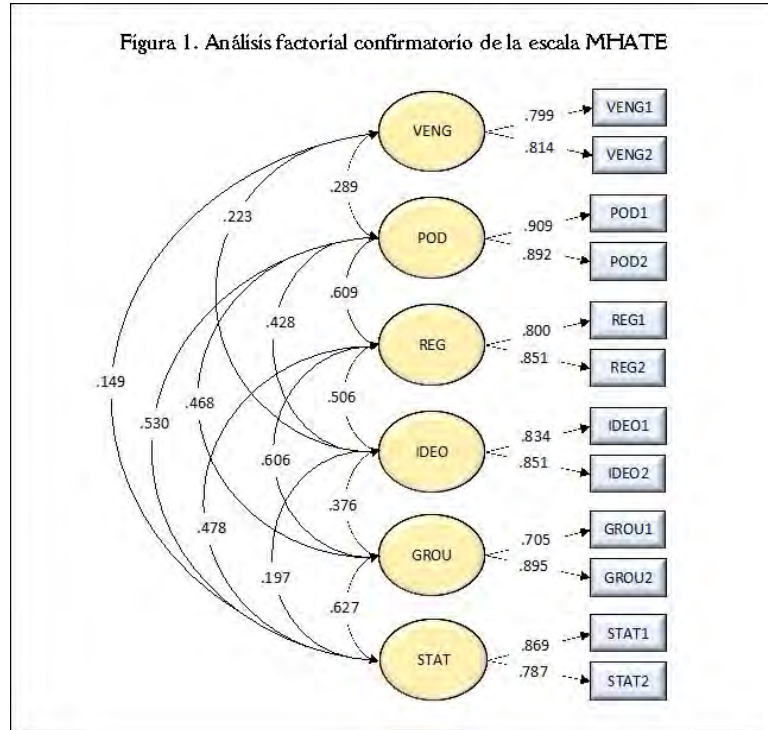 Figura 1. Análisis factorial confirmatorio de la escala MHATE
VENG
.799
VENG1
.814
VENG2
.289
.223
POD
.909
POD1
.892
POD2
.609
.428
REG
.800
REG1
.851
REG2
.149
.468
.506
.530
IDEO
.834
IDEO1
.851
IDEO2
.606
.376
.478
GROU
.705
GROU1
.895
GROU2
.197
.627
STAT
.869
STAT1
.787
STAT2